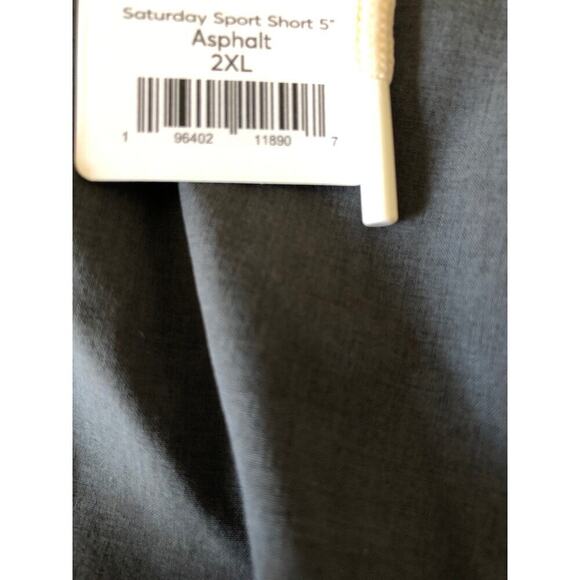 Saturday Sport Short 5"
Asphalt
2XL
1 96402 11890 7